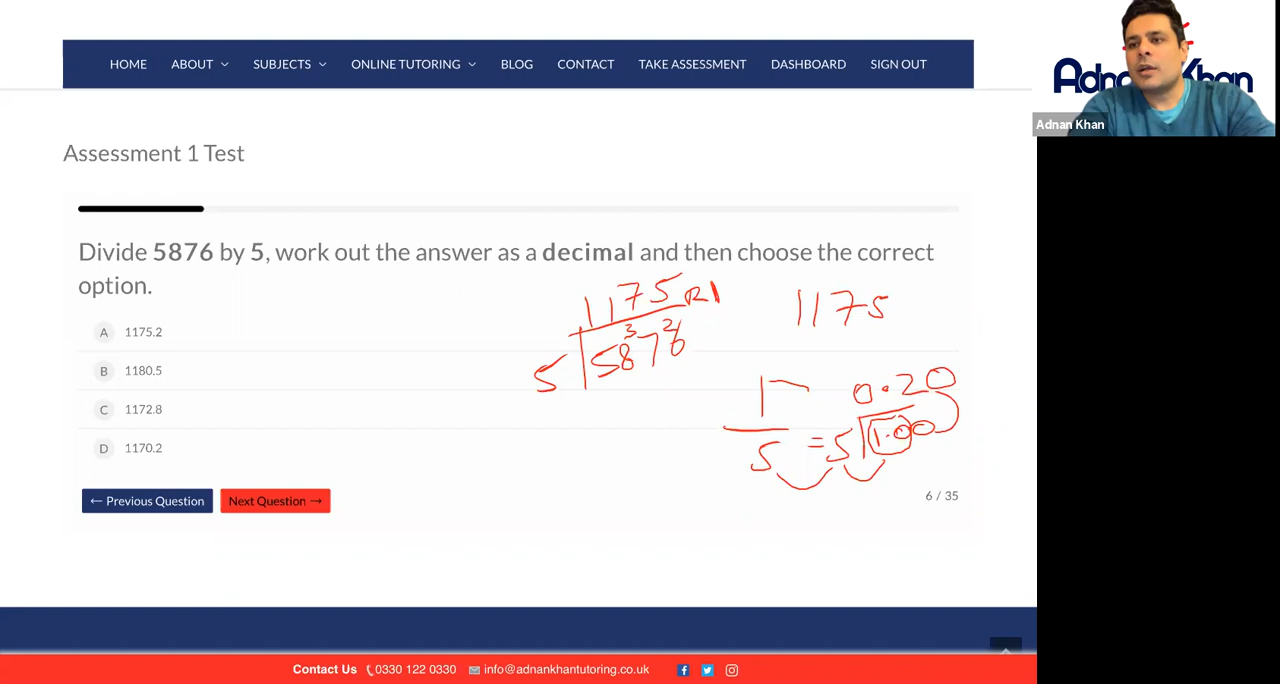 HOME ABOUT SUBJECTS ONLINE TUTORING BLOG CONTACT TAKE ASSESSMENT DASHBOARD SIGN OUT
Adnan Khan
Adnan Khan
Assessment 1 Test
Divide 5876 by 5, work out the answer as a decimal and then choose the correct
option.
1175 R1
5 58³7²6
1175
A 1175.2
B 1180.5
C 1172.8
D 1170.2
1
5
=
0.20
5 1.00
← Previous Question Next Question →
6 / 35
Contact Us 0330 122 0330 info@adnankhantutoring.co.uk